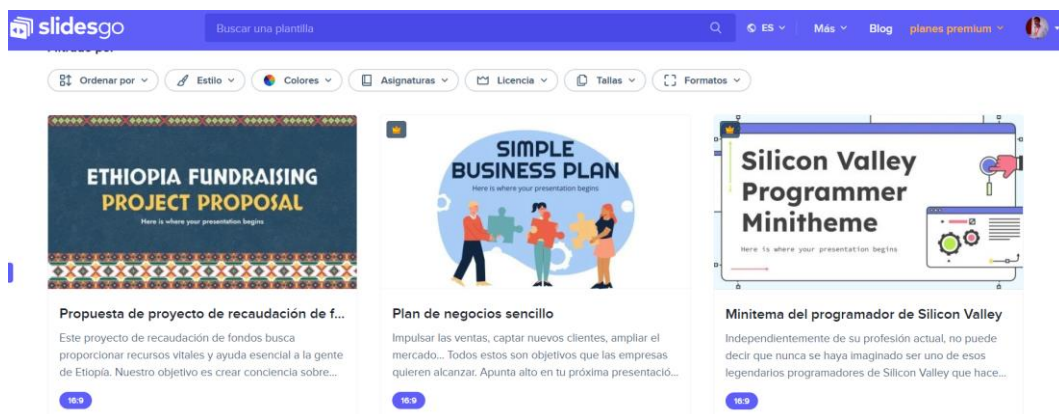 slidesgo
Buscar una plantilla
ES
Más
Blog
planes premium
Ordenar por
Estilo
Colores
Asignaturas
Licencia
Tallas
Formatos
ETHIOPIA FUNDRAISING
PROJECT PROPOSAL
Here is where your presentation begins
Propuesta de proyecto de recaudación de f...
Este proyecto de recaudación de fondos busca
proporcionar recursos vitales y ayuda esencial a la gente
de Etiopía. Nuestro objetivo es crear conciencia sobre...
16:9
SIMPLE
BUSINESS PLAN
Here is where your presentation begins
Plan de negocios sencillo
Impulsar las ventas, captar nuevos clientes, ampliar el
mercado... Todos estos son objetivos que las empresas
quieren alcanzar. Apunta alto en tu próxima presentació...
16:9
Silicon Valley
Programmer
Minitheme
Here is where your presentation begins
Minitema del programador de Silicon Valley
Independientemente de su profesión actual, no puede
decir que nunca se haya imaginado ser uno de esos
legendarios programadores de Silicon Valley que hace...
16:9